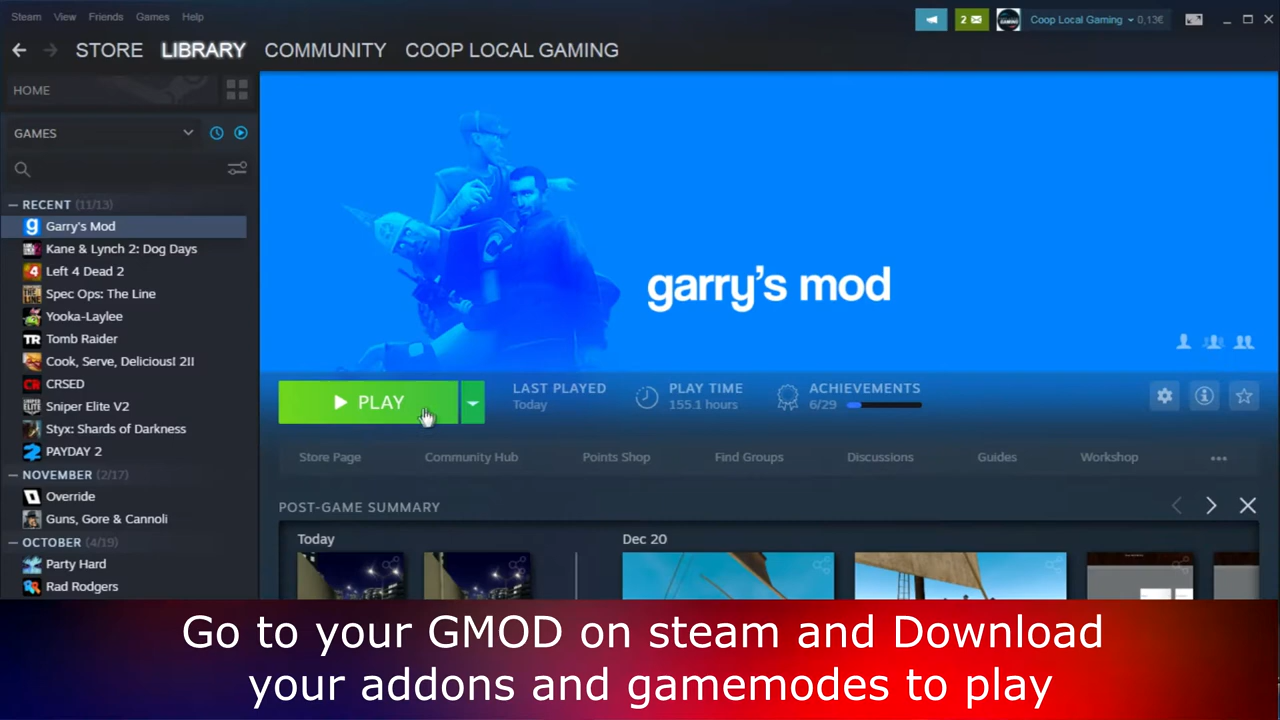 Steam View Friends Games Help
2
Coop Local Gaming
0,13€
STORE LIBRARY COMMUNITY COOP LOCAL GAMING
HOME
GAMES
RECENT (11/13)
Garry's Mod
Kane & Lynch 2: Dog Days
Left 4 Dead 2
Spec Ops: The Line
Yooka-Laylee
Tomb Raider
Cook, Serve, Delicious! 2!!
CRSED
Sniper Elite V2
Styx: Shards of Darkness
PAYDAY 2
NOVEMBER (2/17)
Override
Guns, Gore & Cannoli
OCTOBER (4/19)
Party Hard
Rad Rodgers
garry's mod
PLAY
LAST PLAYED
Today
PLAY TIME
155.1 hours
ACHIEVEMENTS
6/29
Store Page Community Hub Points Shop Find Groups Discussions Guides Workshop
POST-GAME SUMMARY
Today
Dec 20
Go to your GMOD on steam and Download
your addons and gamemodes to play